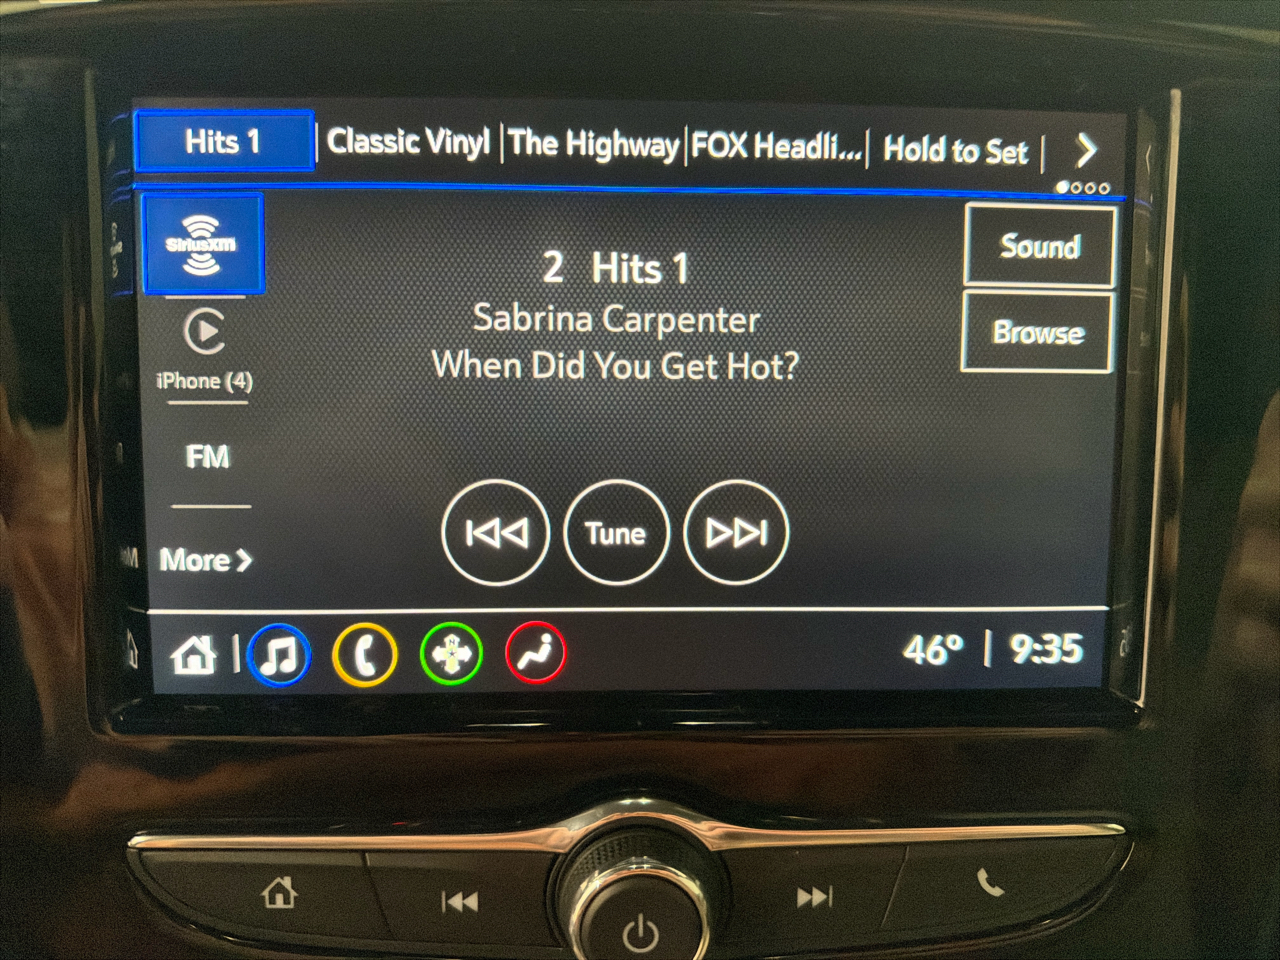 Hits 1 | Classic Vinyl | The Highway | FOX Headli... | Hold to Set |
SiriusXM
Sound
2 Hits 1
Sabrina Carpenter
Browse
When Did You Get Hot?
iPhone (4)
FM
Tune
More
N
46° | 9:35